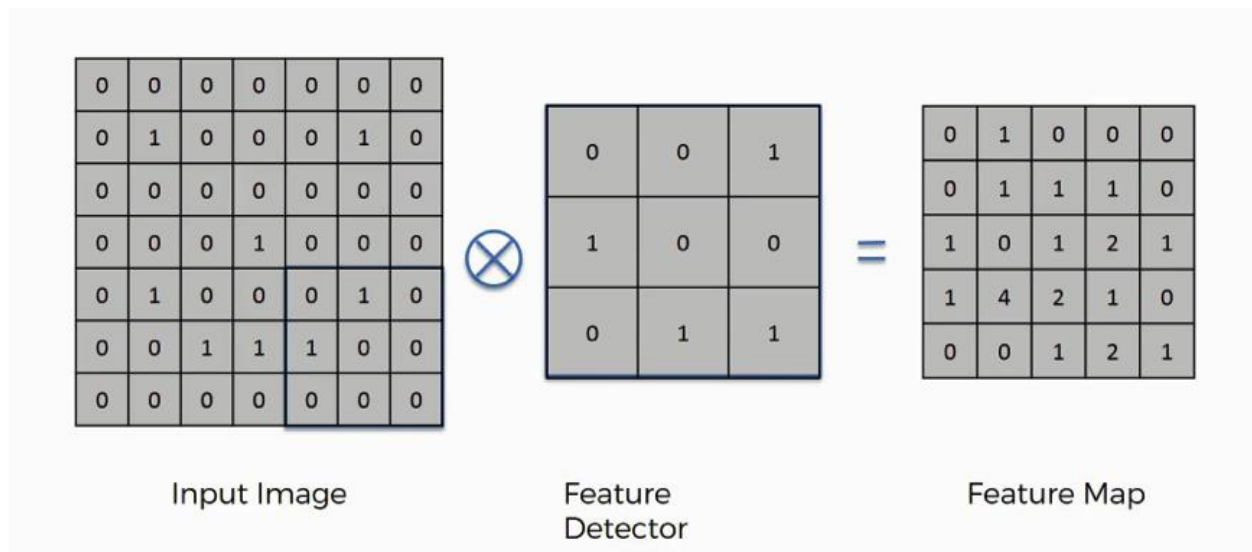 0 0 0 0 0 0 0
0 1 0 0 0 1 0
0 0 0 0 0 0 0
0 0 0 1 0 0 0
0 1 0 0 0 1 0
0 0 1 1 1 0 0
0 0 0 0 0 0 0
Input Image
0 0 1
1 0 0
0 1 1
Feature
Detector
=
0 1 0 0 0
0 1 1 1 0
1 0 1 2 1
1 4 2 1 0
0 0 1 2 1
Feature Map